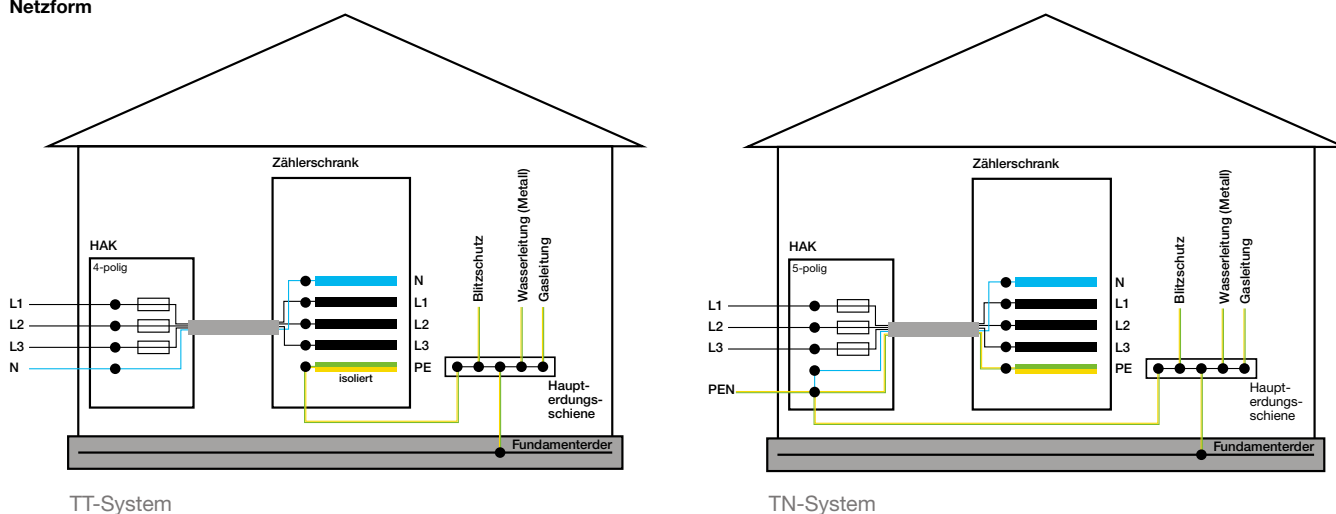 Netzform
Zählerschrank
HAK
4-polig
L1
L2
L3
N
N
L1
L2
L3
PE
isoliert
Blitzschutz
Wasserleitung (Metall)
Gasleitung
Haupt-
erdungs-
schiene
Fundamenterder
TT-System
Zählerschrank
HAK
5-polig
L1
L2
L3
PEN
N
L1
L2
L3
PE
Blitzschutz
Wasserleitung (Metall)
Gasleitung
Haupt-
erdungs-
schiene
Fundamenterder
TN-System